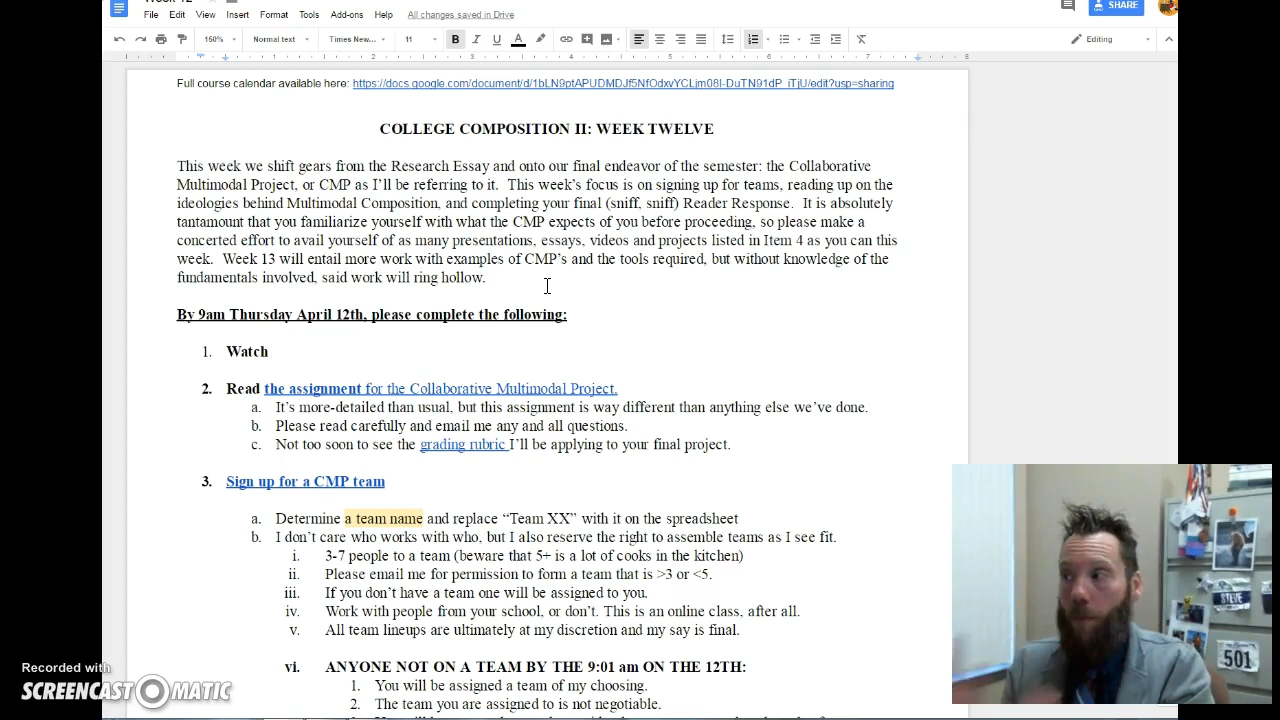 File Edit View Insert Format Tools Add-ons Help All changes saved in Drive
SHARE
150% Normal text Times New... 11 B I U A Editing
1 2 3 4 5 6 7 8
Full course calendar available here: https://docs.google.com/document/d/1bLN9ptAPUDMDJf5NfOdxvYCLjm08I-DuTN91dP_iTjU/edit?usp=sharing
COLLEGE COMPOSITION II: WEEK TWELVE
This week we shift gears from the Research Essay and onto our final endeavor of the semester: the Collaborative
Multimodal Project, or CMP as I’ll be referring to it. This week’s focus is on signing up for teams, reading up on the
ideologies behind Multimodal Composition, and completing your final (sniff, sniff) Reader Response. It is absolutely
tantamount that you familiarize yourself with what the CMP expects of you before proceeding, so please make a
concerted effort to avail yourself of as many presentations, essays, videos and projects listed in Item 4 as you can this
week. Week 13 will entail more work with examples of CMP’s and the tools required, but without knowledge of the
fundamentals involved, said work will ring hollow.
By 9am Thursday April 12th, please complete the following:
1. Watch
2. Read the assignment for the Collaborative Multimodal Project.
a. It’s more-detailed than usual, but this assignment is way different than anything else we’ve done.
b. Please read carefully and email me any and all questions.
c. Not too soon to see the grading rubric I’ll be applying to your final project.
3. Sign up for a CMP team
a. Determine a team name and replace “Team XX” with it on the spreadsheet
b. I don’t care who works with who, but I also reserve the right to assemble teams as I see fit.
i. 3-7 people to a team (beware that 5+ is a lot of cooks in the kitchen)
ii. Please email me for permission to form a team that is >3 or <5.
iii. If you don’t have a team one will be assigned to you.
iv. Work with people from your school, or don’t. This is an online class, after all.
v. All team lineups are ultimately at my discretion and my say is final.
vi. ANYONE NOT ON A TEAM BY THE 9:01 am ON THE 12TH:
1. You will be assigned a team of my choosing.
2. The team you are assigned to is not negotiable.
STEVE
501
Recorded with
SCREENCAST MATIC